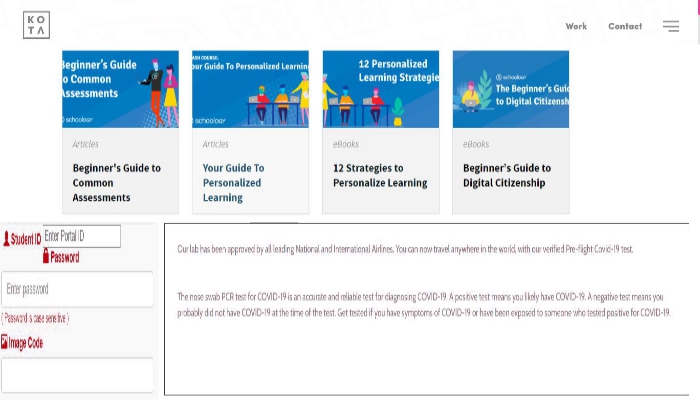 KO
TA
Work
Contact
Beginner's Guide
to Common
Assessments
schoology
Your Guide To Personalized Learning
schoology
12 Personalized
Learning Strategie
schoology
The Beginner's Guid
to Digital Citizensh
Articles
Beginner's Guide to
Common
Assessments
Articles
Your Guide To
Personalized
Learning
eBooks
12 Strategies to
Personalize Learning
eBooks
Beginner's Guide to
Digital Citizenship
Student ID
Enter Portal ID
Password
Enter password
( Password is case sensitive )
Image Code
Our lab has been approved by all leading National and International Airlines. You can now travel anywhere in the world, with our verified Pre-flight Covid-19 test.
The nose swab PCR test for COVID-19 is an accurate and reliable test for diagnosing COVID-19. A positive test means you likely have COVID-19. A negative test means you
probably did not have COVID-19 at the time of the test. Get tested if you have symptoms of COVID-19 or have been exposed to someone who tested positive for COVID-19.